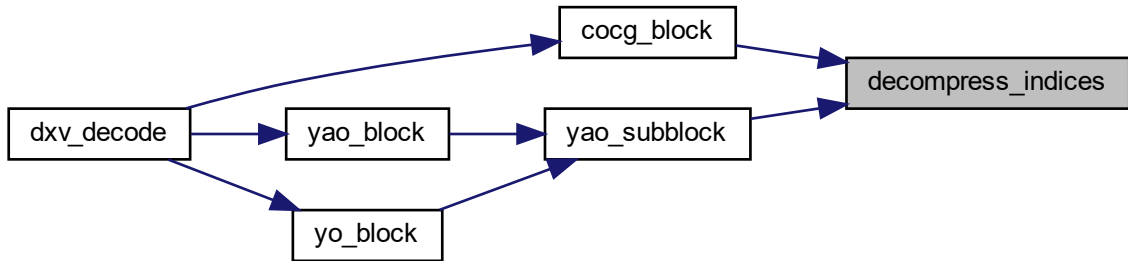 cocg_block
decompress_indices
dxv_decode
yao_block
yao_subblock
yo_block